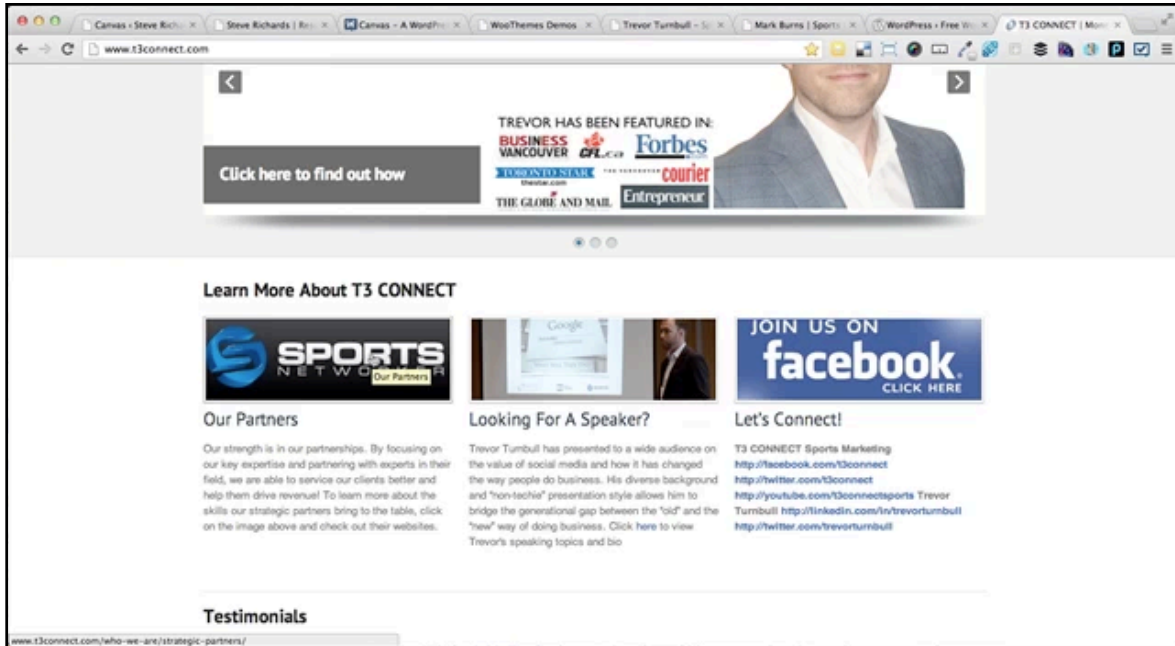 Canvas ‹ Steve Richa
Steve Richards | Re
Canvas - A WordPre
WooThemes Demos
Trevor Turnbull - Sp
Mark Burns | Sports
WordPress › Free We
T3 CONNECT | Mon
www.t3connect.com
TREVOR HAS BEEN FEATURED IN:
BUSINESS VANCOUVER
CFL.ca
Forbes
TORONTO STAR
thestar.com
THE VANCOUVER courier
THE GLOBE AND MAIL
Entrepreneur
Click here to find out how
Learn More About T3 CONNECT
SPORTS
NETWORKER
Our Partners
Google
JOIN US ON
facebook.
CLICK HERE
Our Partners
Our strength is in our partnerships. By focusing on
our key expertise and partnering with experts in their
field, we are able to service our clients better and
help them drive revenue! To learn more about the
skills our strategic partners bring to the table, click
on the image above and check out their websites.
Looking For A Speaker?
Trevor Turnbull has presented to a wide audience on
the value of social media and how it has changed
the way people do business. His diverse background
and "non-techie" presentation style allows him to
bridge the generational gap between the "old" and the
"new" way of doing business. Click here to view
Trevor's speaking topics and bio
Let's Connect!
T3 CONNECT Sports Marketing
http://facebook.com/t3connect
http://twitter.com/t3connect
http://youtube.com/t3connectsports Trevor
Turnbull http://linkedin.com/in/trevorturnbull
http://twitter.com/trevorturnbull
Testimonials
www.t3connect.com/who-we-are/strategic-partners/